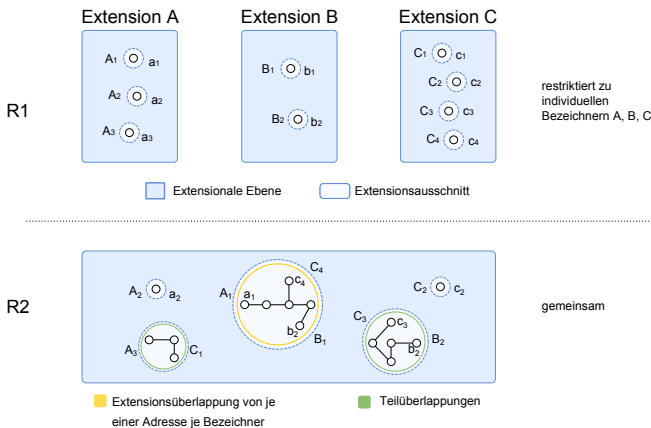 Extension A Extension B Extension C
R1
A1 a1
A2 a2
A3 a3
B1 b1
B2 b2
C1 c1
C2 c2
C3 c3
C4 c4
restriktiert zu
individuellen
Bezeichnern A, B, C
Extensionale Ebene Extensionsausschnitt
R2
A2 a2
A3 C1
A1 a1 c4 C4
b2 B1
C2 c2
C3 c3
b2 B2
gemeinsam
Extensionsüberlappung von je
einer Adresse je Bezeichner
Teilüberlappungen